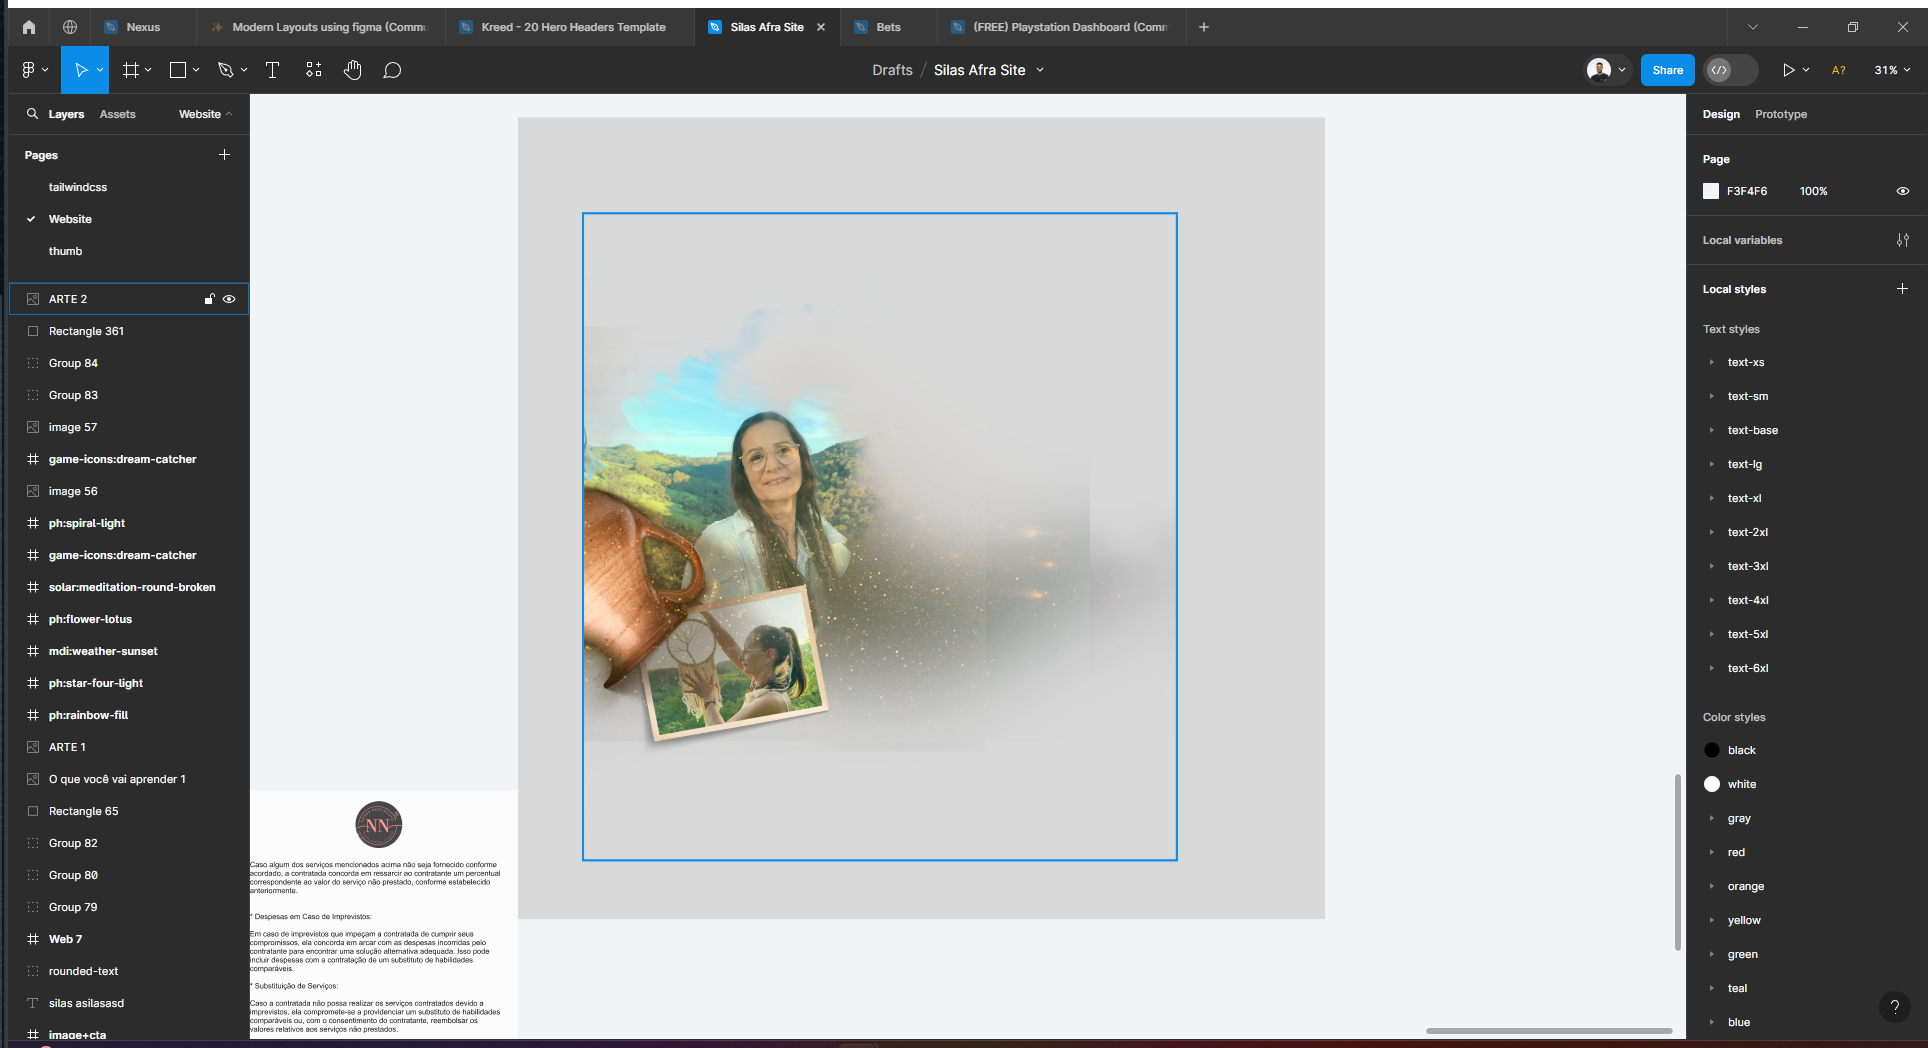 Nexus
Modern Layouts using figma (Commu
Kreed - 20 Hero Headers Template
Silas Afra Site
Bets
(FREE) Playstation Dashboard (Comm
Drafts / Silas Afra Site
Share
A?
31%
Layers
Assets
Website
Pages
tailwindcss
Website
thumb
ARTE 2
Rectangle 361
Group 84
Group 83
image 57
game-icons:dream-catcher
image 56
ph:spiral-light
game-icons:dream-catcher
solar:meditation-round-broken
ph:flower-lotus
mdi:weather-sunset
ph:star-four-light
ph:rainbow-fill
ARTE 1
O que você vai aprender 1
Rectangle 65
Group 82
Group 80
Group 79
Web 7
rounded-text
silas asilasasd
image+cta
NN
Caso algum dos serviços mencionados acima não seja fornecido conforme
acordado, a contratada concorda em ressarcir ao contratante um percentual
correspondente ao valor do serviço não prestado, conforme estabelecido
anteriormente.
* Despesas em Caso de Imprevistos:
Em caso de imprevistos que impeçam a contratada de cumprir seus
compromissos, ela concorda em arcar com as despesas incorridas pelo
contratante para encontrar uma solução alternativa adequada. Isso pode
incluir despesas com a contratação de um substituto de habilidades
comparáveis.
* Substituição de Serviços:
Caso a contratada não possa realizar os serviços contratados devido a
imprevistos, ela compromete-se a providenciar um substituto de habilidades
comparáveis ou, com o consentimento do contratante, reembolsar os
valores relativos aos serviços não prestados.
Design
Prototype
Page
F3F4F6
100%
Local variables
Local styles
Text styles
text-xs
text-sm
text-base
text-lg
text-xl
text-2xl
text-3xl
text-4xl
text-5xl
text-6xl
Color styles
black
white
gray
red
orange
yellow
green
teal
blue
?